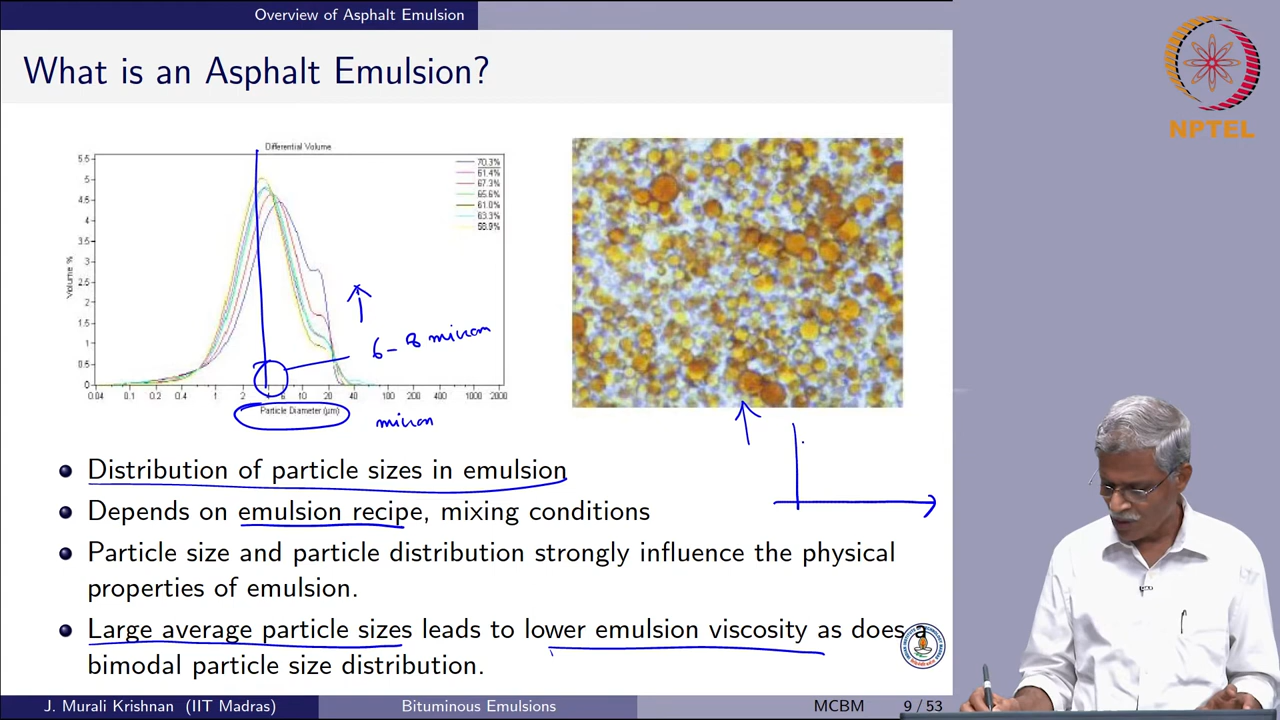 Overview of Asphalt Emulsion
What is an Asphalt Emulsion?
NPTEL
Differential Volume
5.5
5
4.5
4
3.5
3
2.5
2
1.5
1
0.5
0
Volume %
70.3%
61.4%
67.3%
65.6%
61.0%
63.3%
58.9%
6-8 micron
0.04 0.1 0.2 0.4 1 2 4 6 10 20 40 100 200 400 1000 2000
Particle Diameter (µm)
micron
Distribution of particle sizes in emulsion
Depends on emulsion recipe, mixing conditions
Particle size and particle distribution strongly influence the physical
properties of emulsion.
Large average particle sizes leads to lower emulsion viscosity as does a
bimodal particle size distribution.
J. Murali Krishnan (IIT Madras) Bituminous Emulsions MCBM 9 / 53